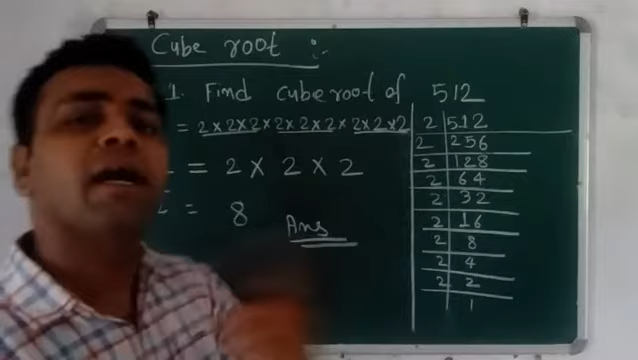 Cube root :-
1. Find cube root of 512
= 2×2×2×2×2×2×2×2×2
= 2 × 2 × 2
= 8 Ans
2 | 512
2 | 256
2 | 128
2 | 64
2 | 32
2 | 16
2 | 8
2 | 4
2 | 2
1